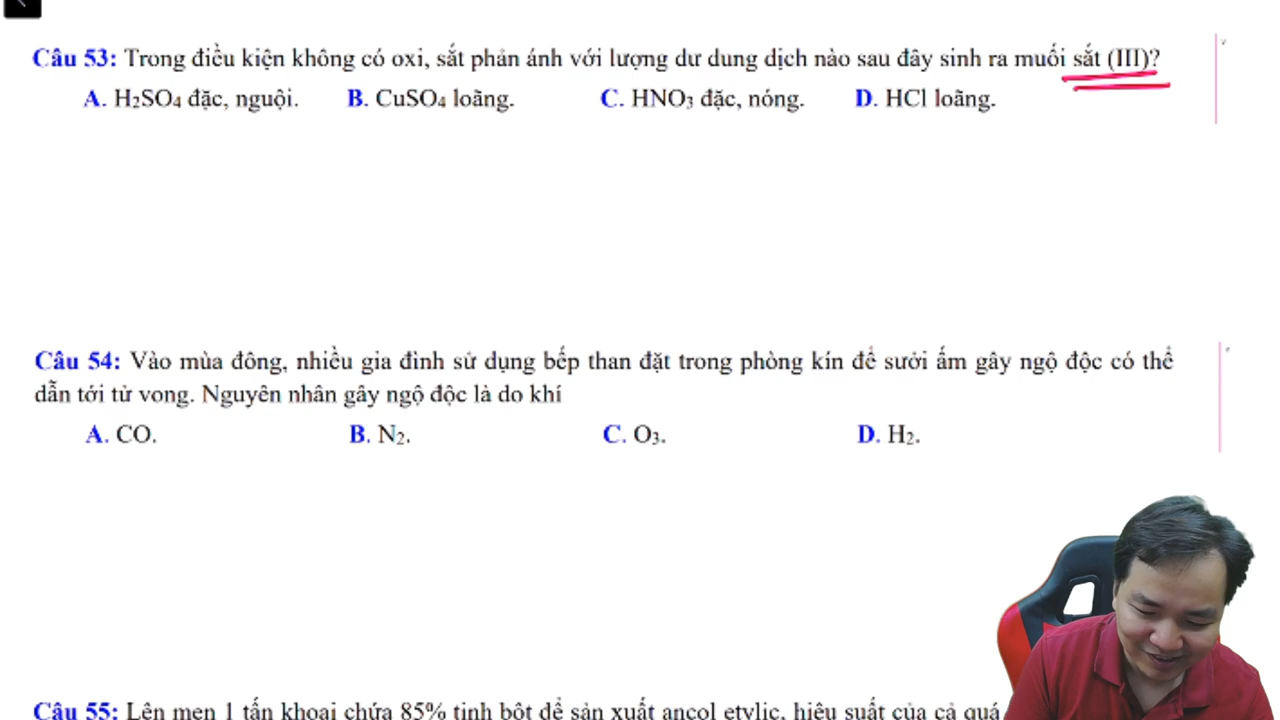 Câu 53: Trong điều kiện không có oxi, sắt phản ánh với lượng dư dung dịch nào sau đây sinh ra muối sắt (III)?
A. H₂SO₄ đặc, nguội. B. CuSO₄ loãng. C. HNO₃ đặc, nóng. D. HCl loãng.
Câu 54: Vào mùa đông, nhiều gia đình sử dụng bếp than đặt trong phòng kín để sưởi ấm gây ngộ độc có thể
dẫn tới tử vong. Nguyên nhân gây ngộ độc là do khí
A. CO. B. N₂. C. O₃. D. H₂.
Câu 55: Lên men 1 tấn khoai chứa 85% tinh bột để sản xuất ancol etylic, hiệu suất của cả quá